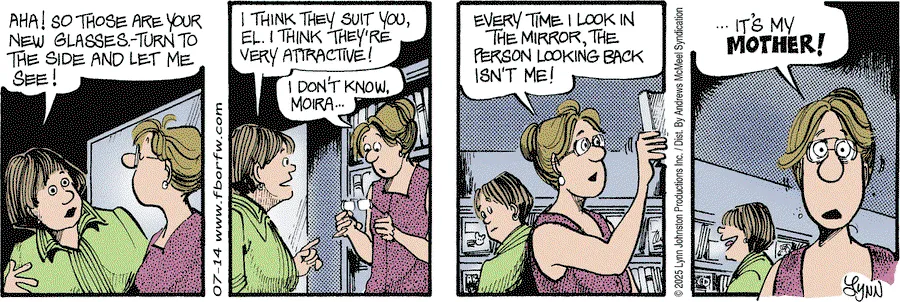 AHA! SO THOSE ARE YOUR
NEW GLASSES.-TURN TO
THE SIDE AND LET ME
SEE!
07-14 www.fborfw.com
I THINK THEY SUIT YOU,
EL. I THINK THEY'RE
VERY ATTRACTIVE!
I DON'T KNOW,
MOIRA...
EVERY TIME I LOOK IN
THE MIRROR, THE
PERSON LOOKING BACK
ISN'T ME!
© 2025 Lynn Johnston Productions Inc. / Dist. By Andrews McMeel Syndication
... IT'S MY
MOTHER!
LYNN